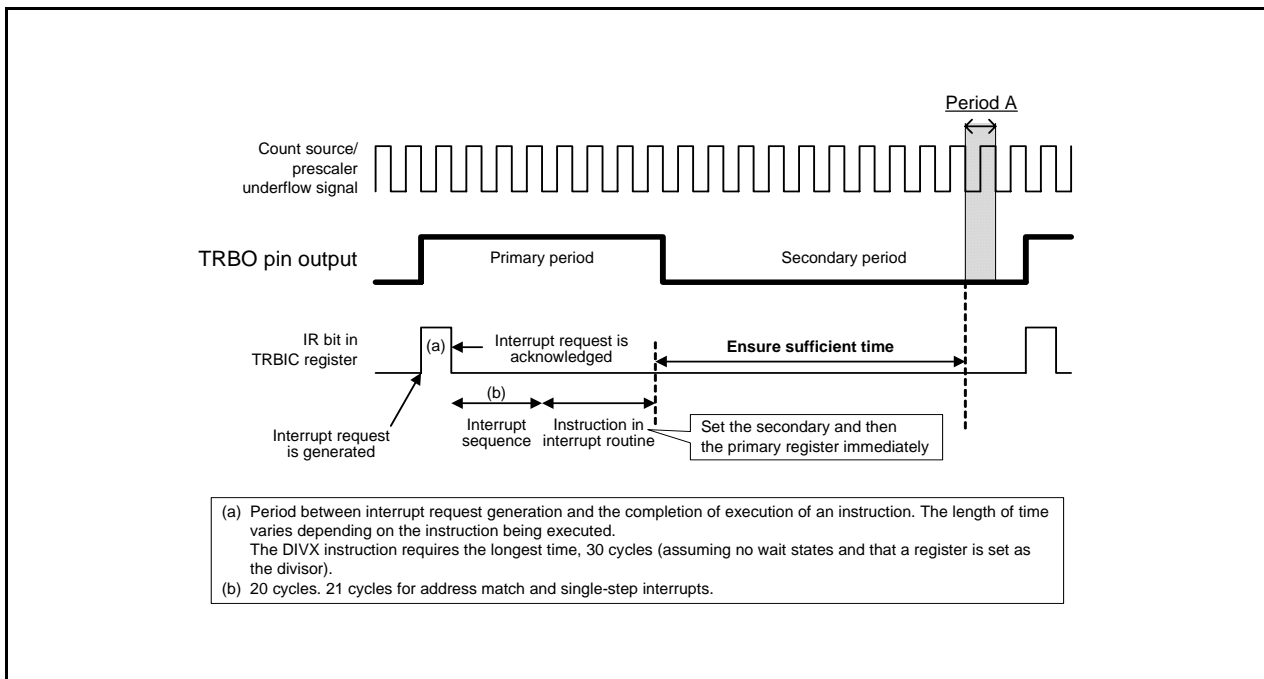 Period A
Count source/
prescaler
underflow signal
TRBO pin output
Primary period
Secondary period
IR bit in
TRBIC register
(a)
Interrupt request is
acknowledged
Ensure sufficient time
(b)
Interrupt
sequence
Instruction in
interrupt routine
Set the secondary and then
the primary register immediately
Interrupt request
is generated
(a) Period between interrupt request generation and the completion of execution of an instruction. The length of time
varies depending on the instruction being executed.
The DIVX instruction requires the longest time, 30 cycles (assuming no wait states and that a register is set as
the divisor).
(b) 20 cycles. 21 cycles for address match and single-step interrupts.